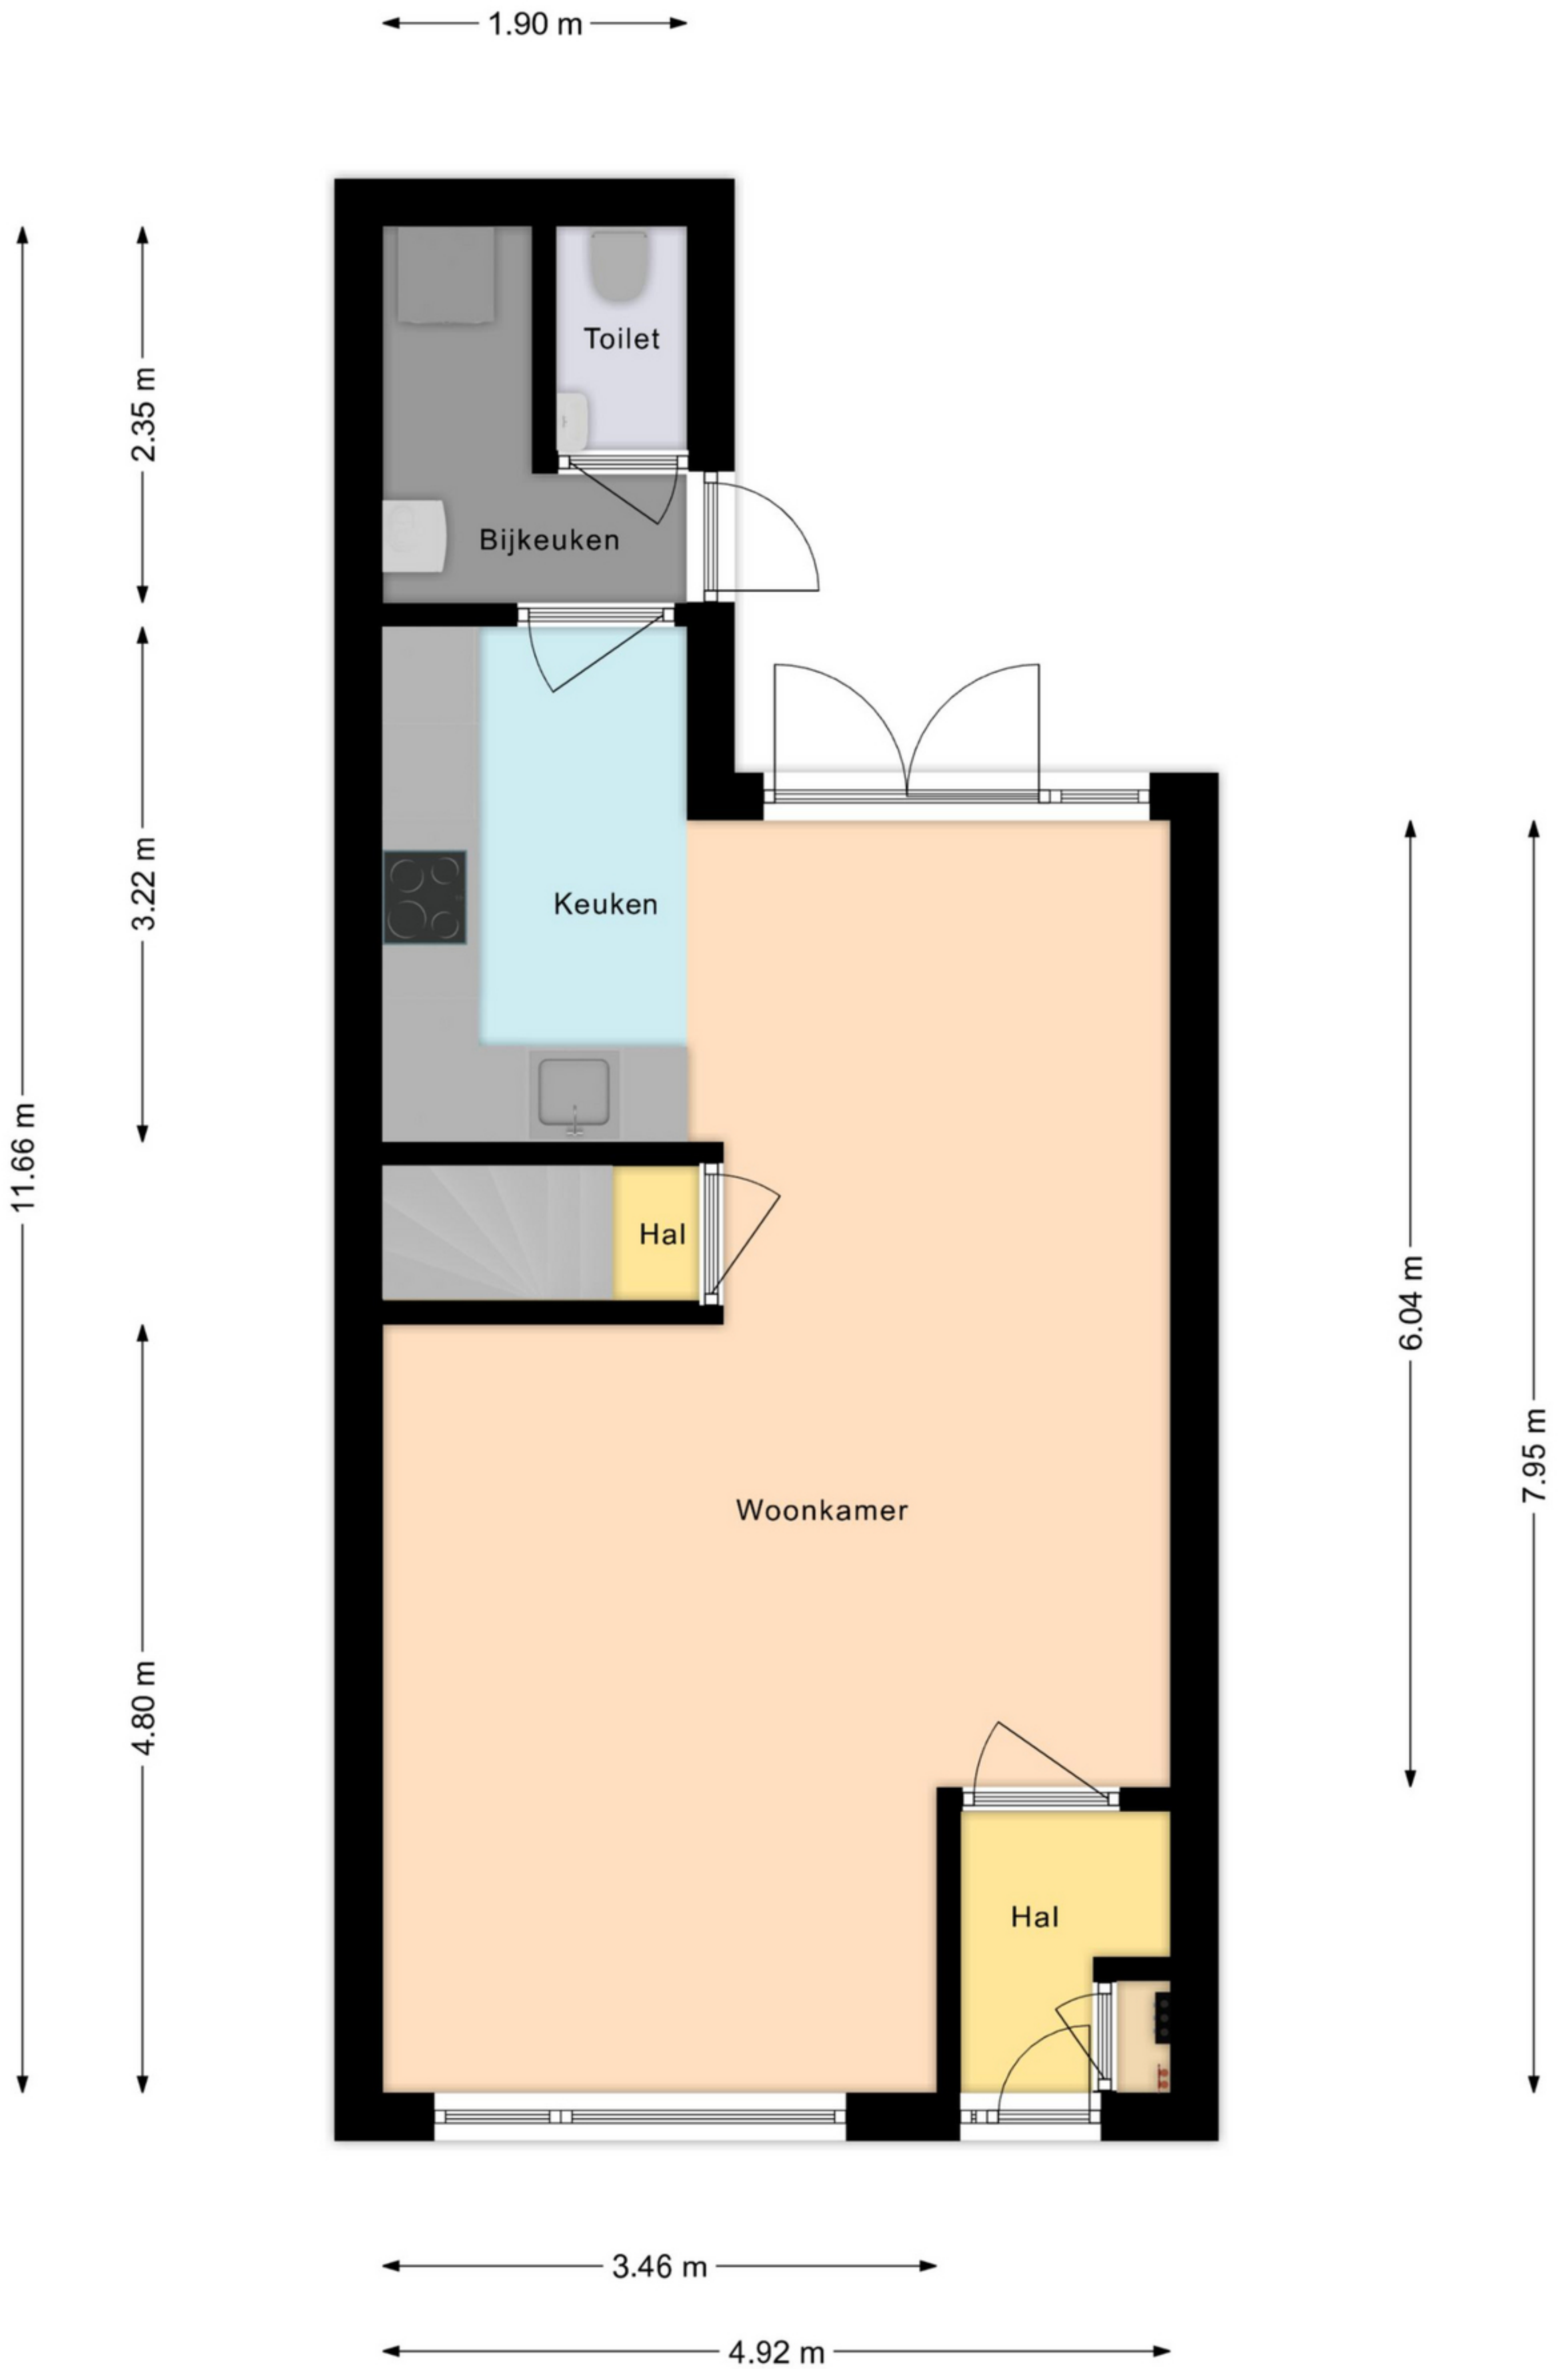 1.90 m
Toilet
2.35 m
Bijkeuken
3.22 m
Keuken
11.66 m
Hal
6.04 m
7.95 m
Woonkamer
4.80 m
Hal
3.46 m
4.92 m